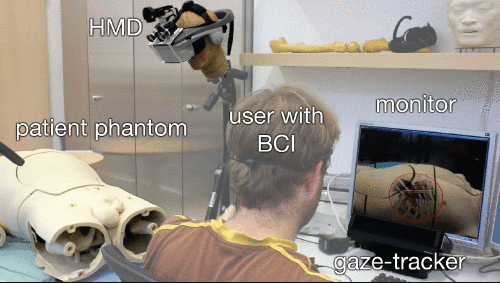 HMD
monitor
user with
BCI
patient phantom
gaze-tracker